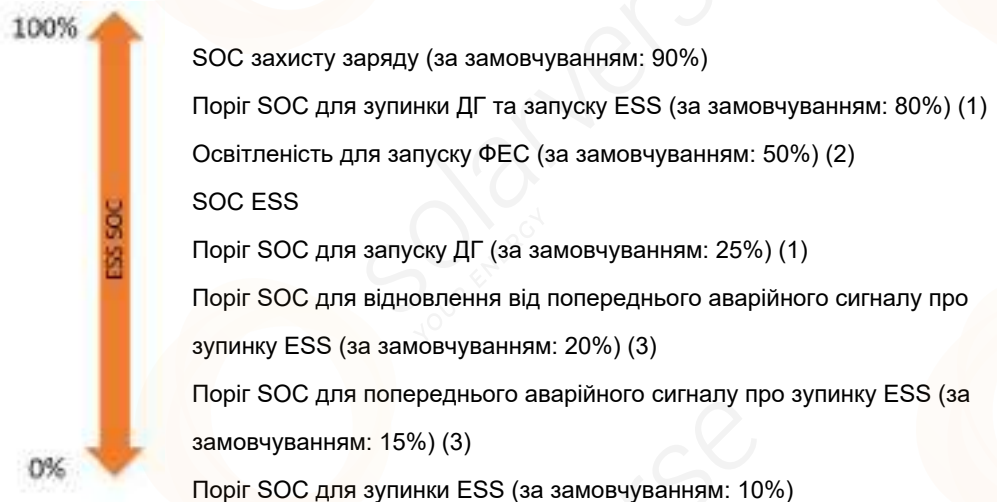 100%
SOC захисту заряду (за замовчуванням: 90%)
Поріг SOC для зупинки ДГ та запуску ESS (за замовчуванням: 80%) (1)
Освітленість для запуску ФЕС (за замовчуванням: 50%) (2)
SOC ESS
ESS SOC
Поріг SOC для запуску ДГ (за замовчуванням: 25%) (1)
Поріг SOC для відновлення від попереднього аварійного сигналу про
зупинку ESS (за замовчуванням: 20%) (3)
Поріг SOC для попереднього аварійного сигналу про зупинку ESS (за
замовчуванням: 15%) (3)
0%
Поріг SOC для зупинки ESS (за замовчуванням: 10%)
solarverse
YOUR ENERGY